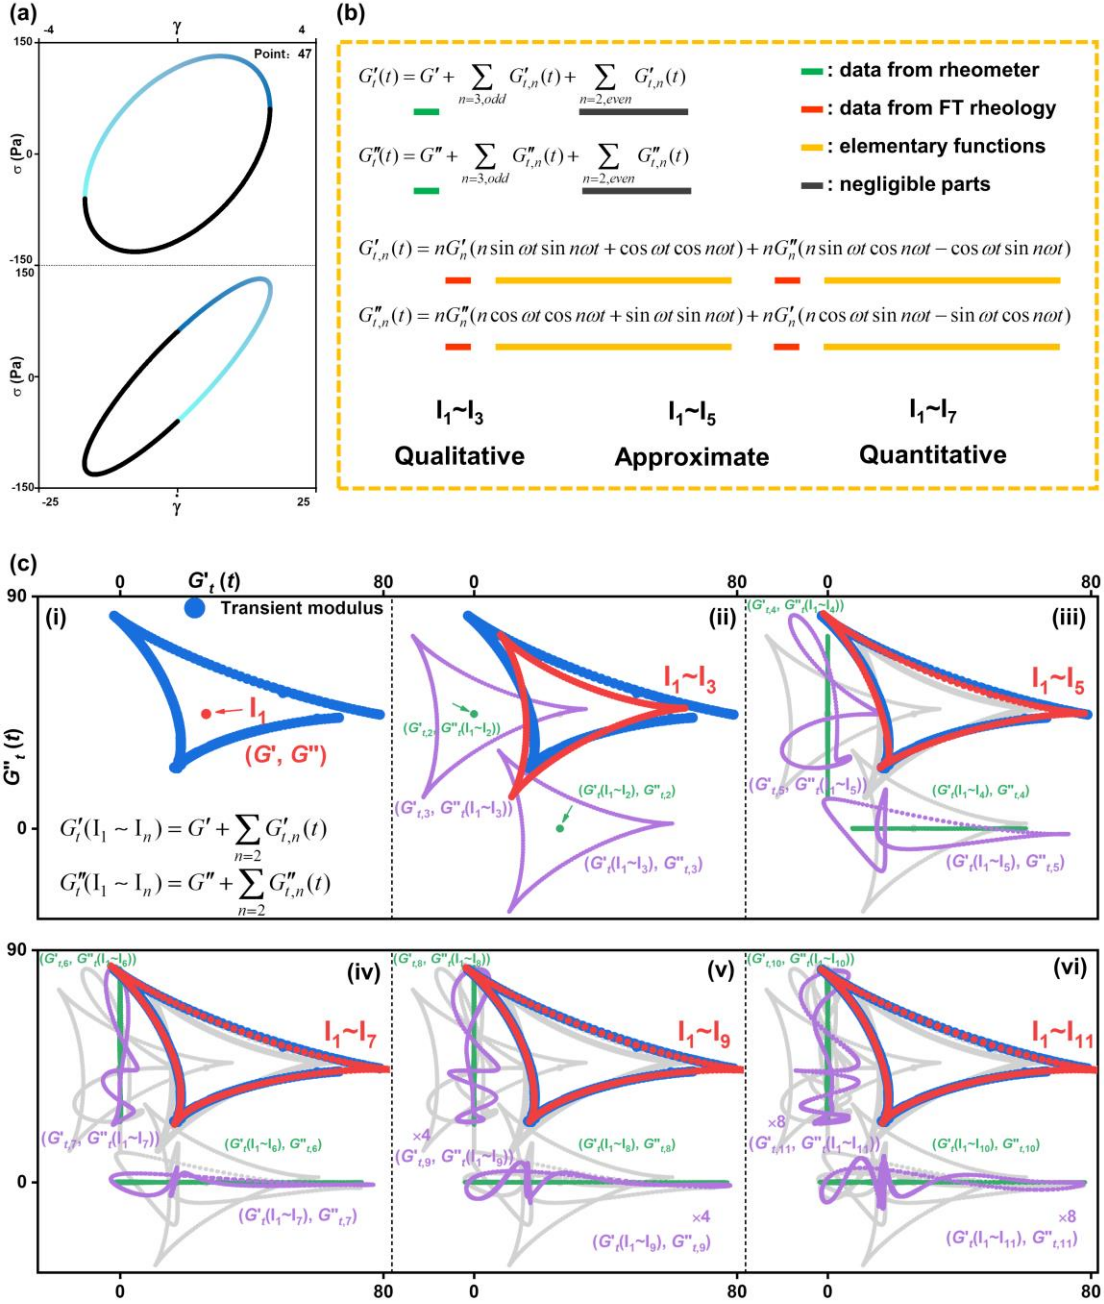 (a)
-4 γ 4
150
Point: 47
σ (Pa)
0
-150
150
σ (Pa)
0
-150
-25 γ̇ 25
(b)
G′t(t) = G′ + ∑n=3,odd G′t,n(t) + ∑n=2,even G′t,n(t)
G″t(t) = G″ + ∑n=3,odd G″t,n(t) + ∑n=2,even G″t,n(t)
: data from rheometer
: data from FT rheology
: elementary functions
: negligible parts
G′t,n(t) = nG′n(n sin ωt sin nωt + cos ωt cos nωt) + nG″n(n sin ωt cos nωt − cos ωt sin nωt)
G″t,n(t) = nG″n(n cos ωt cos nωt + sin ωt sin nωt) + nG′n(n cos ωt sin nωt − sin ωt cos nωt)
I1~I3 I1~I5 I1~I7
Qualitative Approximate Quantitative
(c)
0 G't (t) 80 0 80 0 80
90
G"t (t)
0
(i)
Transient modulus
I1
(G', G")
G′t(I1 ~ In) = G′ + ∑n=2 G′t,n(t)
G″t(I1 ~ In) = G″ + ∑n=2 G″t,n(t)
(ii)
I1~I3
(G't,2, G"t(I1~I2))
(G't,3, G"t(I1~I3))
(G't(I1~I2), G"t,2)
(G't(I1~I3), G"t,3)
(G't,4, G"t(I1~I4))
(iii)
I1~I5
(G't,5, G"t(I1~I5))
(G't(I1~I4), G"t,4)
(G't(I1~I5), G"t,5)
90
0
(G't,6, G"t(I1~I6))
(iv)
I1~I7
(G't,7, G"t(I1~I7))
(G't(I1~I6), G"t,6)
(G't(I1~I7), G"t,7)
(G't,8, G"t(I1~I8))
(v)
I1~I9
×4
(G't,9, G"t(I1~I9))
(G't(I1~I8), G"t,8)
×4
(G't(I1~I9), G"t,9)
(G't,10, G"t(I1~I10))
(vi)
I1~I11
×8
(G't,11, G"t(I1~I11))
(G't(I1~I10), G"t,10)
×8
(G't(I1~I11), G"t,11)
0 80 0 80 0 80